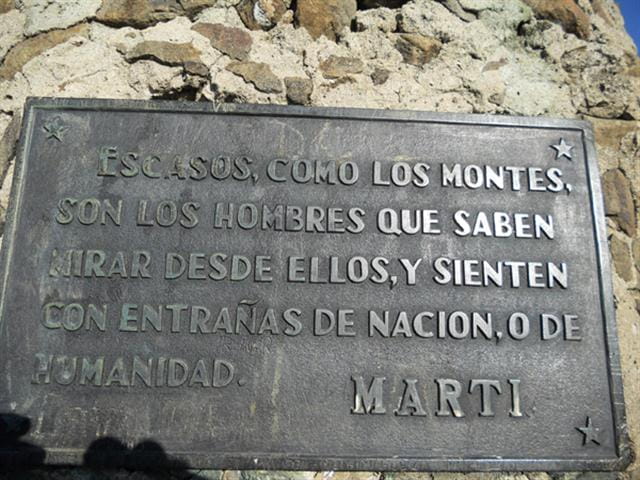 ESCASOS, COMO LOS MONTES,
SON LOS HOMBRES QUE SABEN
MIRAR DESDE ELLOS, Y SIENTEN
CON ENTRAÑAS DE NACION, O DE
HUMANIDAD.
MARTI